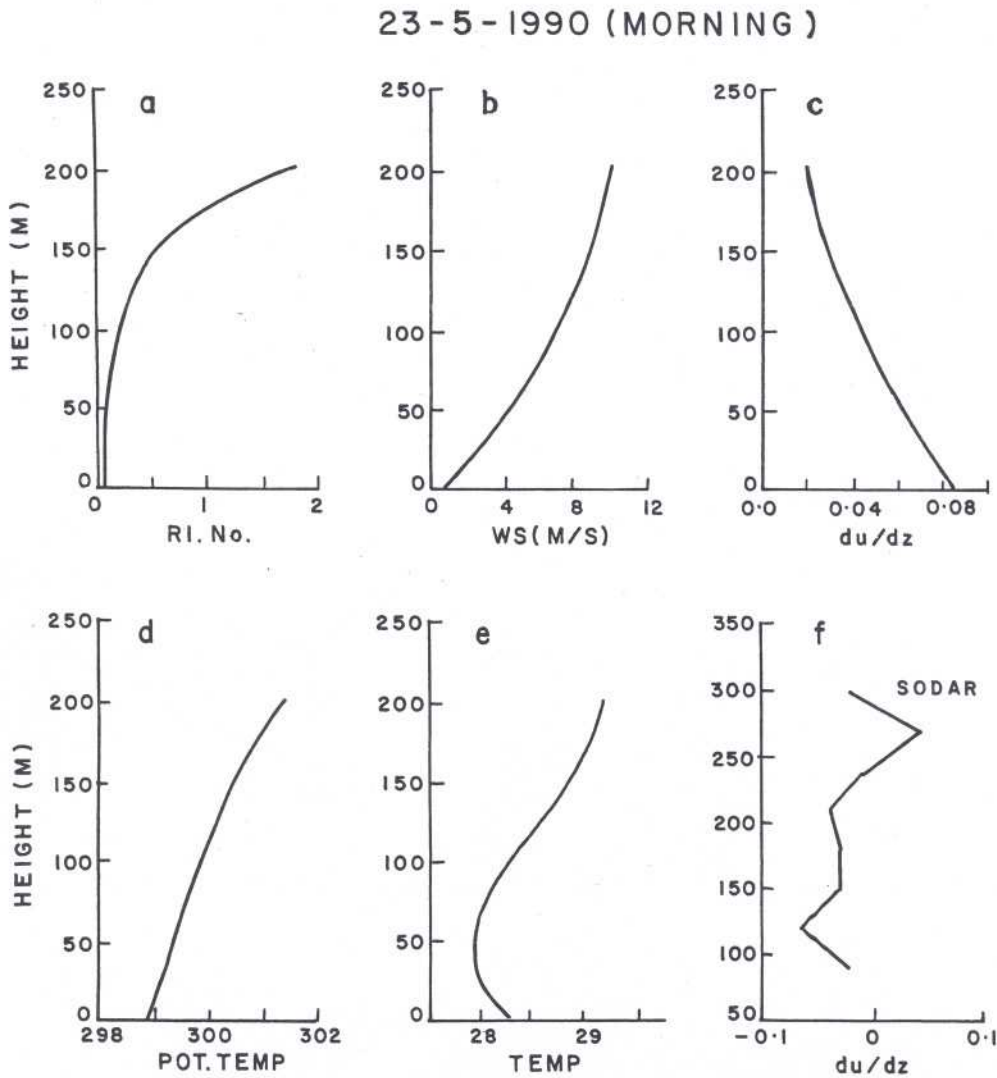 23-5-1990 (MORNING)
a
250
200
150
100
50
0
HEIGHT (M)
0 1 2
RI. No.
b
250
200
150
100
50
0
0 4 8 12
WS(M/S)
c
250
200
150
100
50
0
0.0 0.04 0.08
du/dz
d
250
200
150
100
50
0
HEIGHT (M)
298 300 302
POT. TEMP
e
250
200
150
100
50
0
28 29
TEMP
f
350
300
250
200
150
100
50
SODAR
-0.1 0 0.1
du/dz